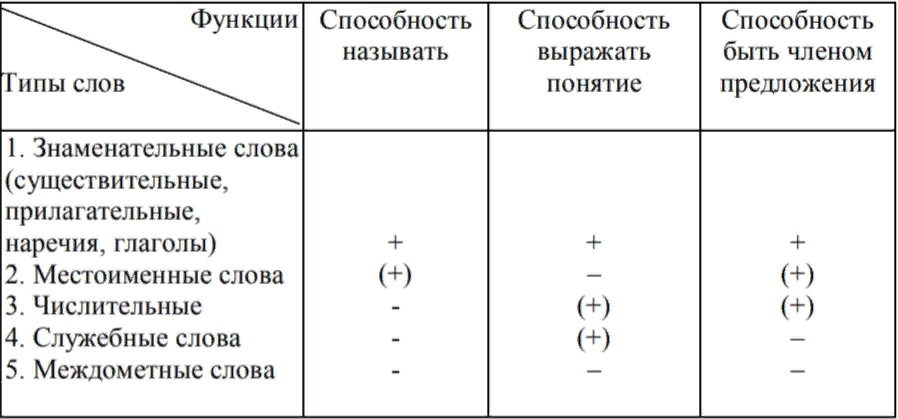 Функции Способность Способность Способность
называть выражать быть членом
Типы слов понятие предложения
1. Знаменательные слова
(существительные,
прилагательные,
наречия, глаголы) + + +
2. Местоименные слова (+) – (+)
3. Числительные - (+) (+)
4. Служебные слова - (+) –
5. Междометные слова - – –